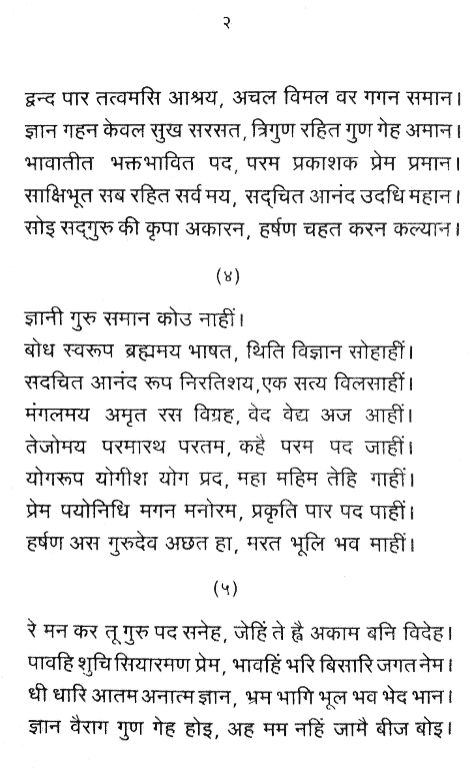 २
द्वन्द पार तत्वमसि आश्रय, अचल विमल वर गगन समान।
ज्ञान गहन केवल सुख सरसत, त्रिगुण रहित गुण गेह अमान।
भावातीत भक्तभावित पद, परम प्रकाशक प्रेम प्रमान।
साक्षिभूत सब रहित सर्व मय, सद्चित आनंद उदधि महान।
सोइ सद्गुरु की कृपा अकारन, हर्षण चहत करन कल्यान।
(४)
ज्ञानी गुरु समान कोउ नाहीं।
बोध स्वरूप ब्रह्ममय भाषत, थिति विज्ञान सोहाहीं।
सदचित आनंद रूप निरतिशय,एक सत्य विलसाहीं।
मंगलमय अमृत रस विग्रह, वेद वेद्य अज आहीं।
तेजोमय परमारथ परतम, कहै परम पद जाहीं।
योगरूप योगीश योग प्रद, महा महिम तेहि गाहीं।
प्रेम पयोनिधि मगन मनोरम, प्रकृति पार पद पाहीं।
हर्षण अस गुरुदेव अछत हा, मरत भूलि भव माहीं।
(५)
रे मन कर तू गुरु पद सनेह, जेहिं ते ह्वै अकाम बनि विदेह।
पावहि शुचि सियारमण प्रेम, भावहिं भरि बिसारि जगत नेम।
धी धारि आतम अनात्म ज्ञान, भ्रम भागि भूल भव भेद भान।
ज्ञान वैराग गुण गेह होइ, अह मम नहिं जामै बीज बोइ।